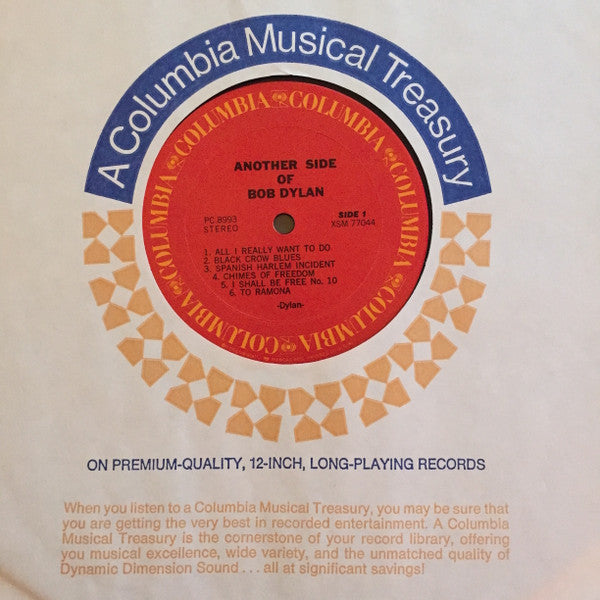 A Columbia Musical Treasury
COLUMBIA COLUMBIA COLUMBIA COLUMBIA COLUMBIA COLUMBIA
ANOTHER SIDE
OF
BOB DYLAN
PC 8993
STEREO
SIDE 1
XSM 77044
1. ALL I REALLY WANT TO DO
2. BLACK CROW BLUES
3. SPANISH HARLEM INCIDENT
4. CHIMES OF FREEDOM
5. I SHALL BE FREE No. 10
6. TO RAMONA
-Dylan-
ON PREMIUM-QUALITY, 12-INCH, LONG-PLAYING RECORDS
When you listen to a Columbia Musical Treasury, you may be sure that
you are getting the very best in recorded entertainment. A Columbia
Musical Treasury is the cornerstone of your record library, offering
you musical excellence, wide variety, and the unmatched quality of
Dynamic Dimension Sound . . . all at significant savings!